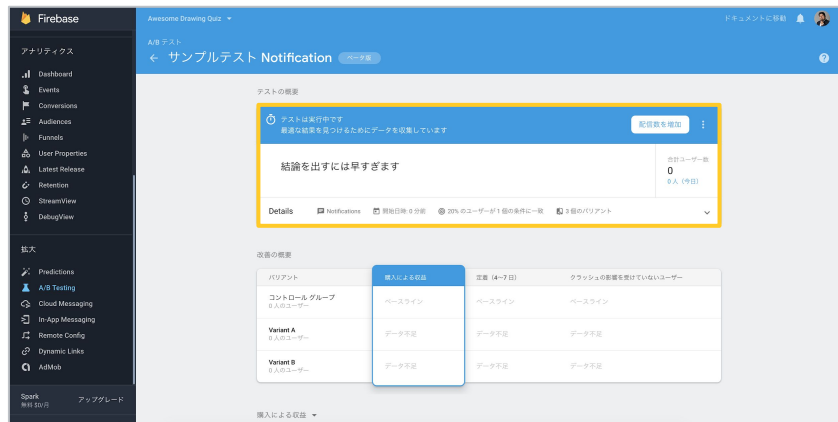 Firebase
Awesome Drawing Quiz
ドキュメントに移動
A/B テスト
サンプルテスト Notification ベータ版
アナリティクス
Dashboard
Events
Conversions
Audiences
Funnels
User Properties
Latest Release
Retention
StreamView
DebugView
拡大
Predictions
A/B Testing
Cloud Messaging
In-App Messaging
Remote Config
Dynamic Links
AdMob
Spark
無料 $0/月
アップグレード
テストの概要
テストは実行中です
最適な結果を見つけるためにデータを収集しています
配信数を増加
結論を出すには早すぎます
合計ユーザー数
0
0 人（今日）
Details Notifications 開始日時: 0 分前 20% のユーザーが 1 個の条件に一致 3 個のバリアント
改善の概要
バリアント 購入による収益 定着（4~7 日） クラッシュの影響を受けていないユーザー
コントロール グループ
0 人のユーザー
ベースライン ベースライン ベースライン
Variant A
0 人のユーザー
データ不足 データ不足 データ不足
Variant B
0 人のユーザー
データ不足 データ不足 データ不足
購入による収益